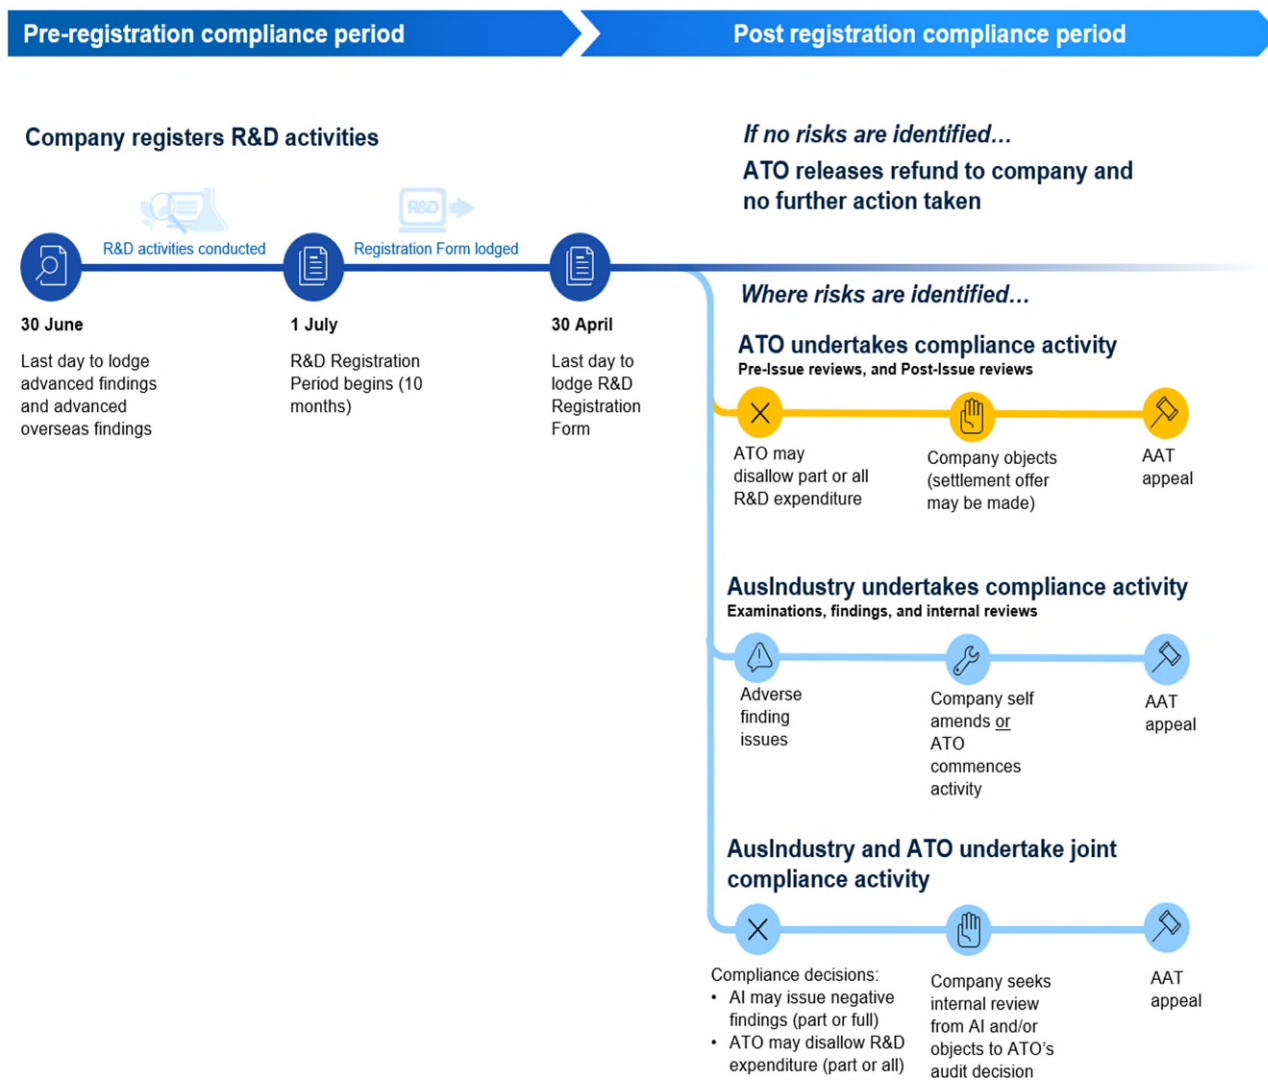 Pre-registration compliance period
Post registration compliance period
Company registers R&D activities
R&D
R&D activities conducted
Registration Form lodged
30 June
Last day to lodge
advanced findings
and advanced
overseas findings
1 July
R&D Registration
Period begins (10
months)
30 April
Last day to
lodge R&D
Registration
Form
If no risks are identified...
ATO releases refund to company and
no further action taken
Where risks are identified...
ATO undertakes compliance activity
Pre-Issue reviews, and Post-Issue reviews
ATO may
disallow part or all
R&D expenditure
Company objects
(settlement offer
may be made)
AAT
appeal
AusIndustry undertakes compliance activity
Examinations, findings, and internal reviews
Adverse
finding
issues
Company self
amends or
ATO
commences
activity
AAT
appeal
AusIndustry and ATO undertake joint
compliance activity
Compliance decisions:
• AI may issue negative
findings (part or full)
• ATO may disallow R&D
expenditure (part or all)
Company seeks
internal review
from AI and/or
objects to ATO's
audit decision
AAT
appeal